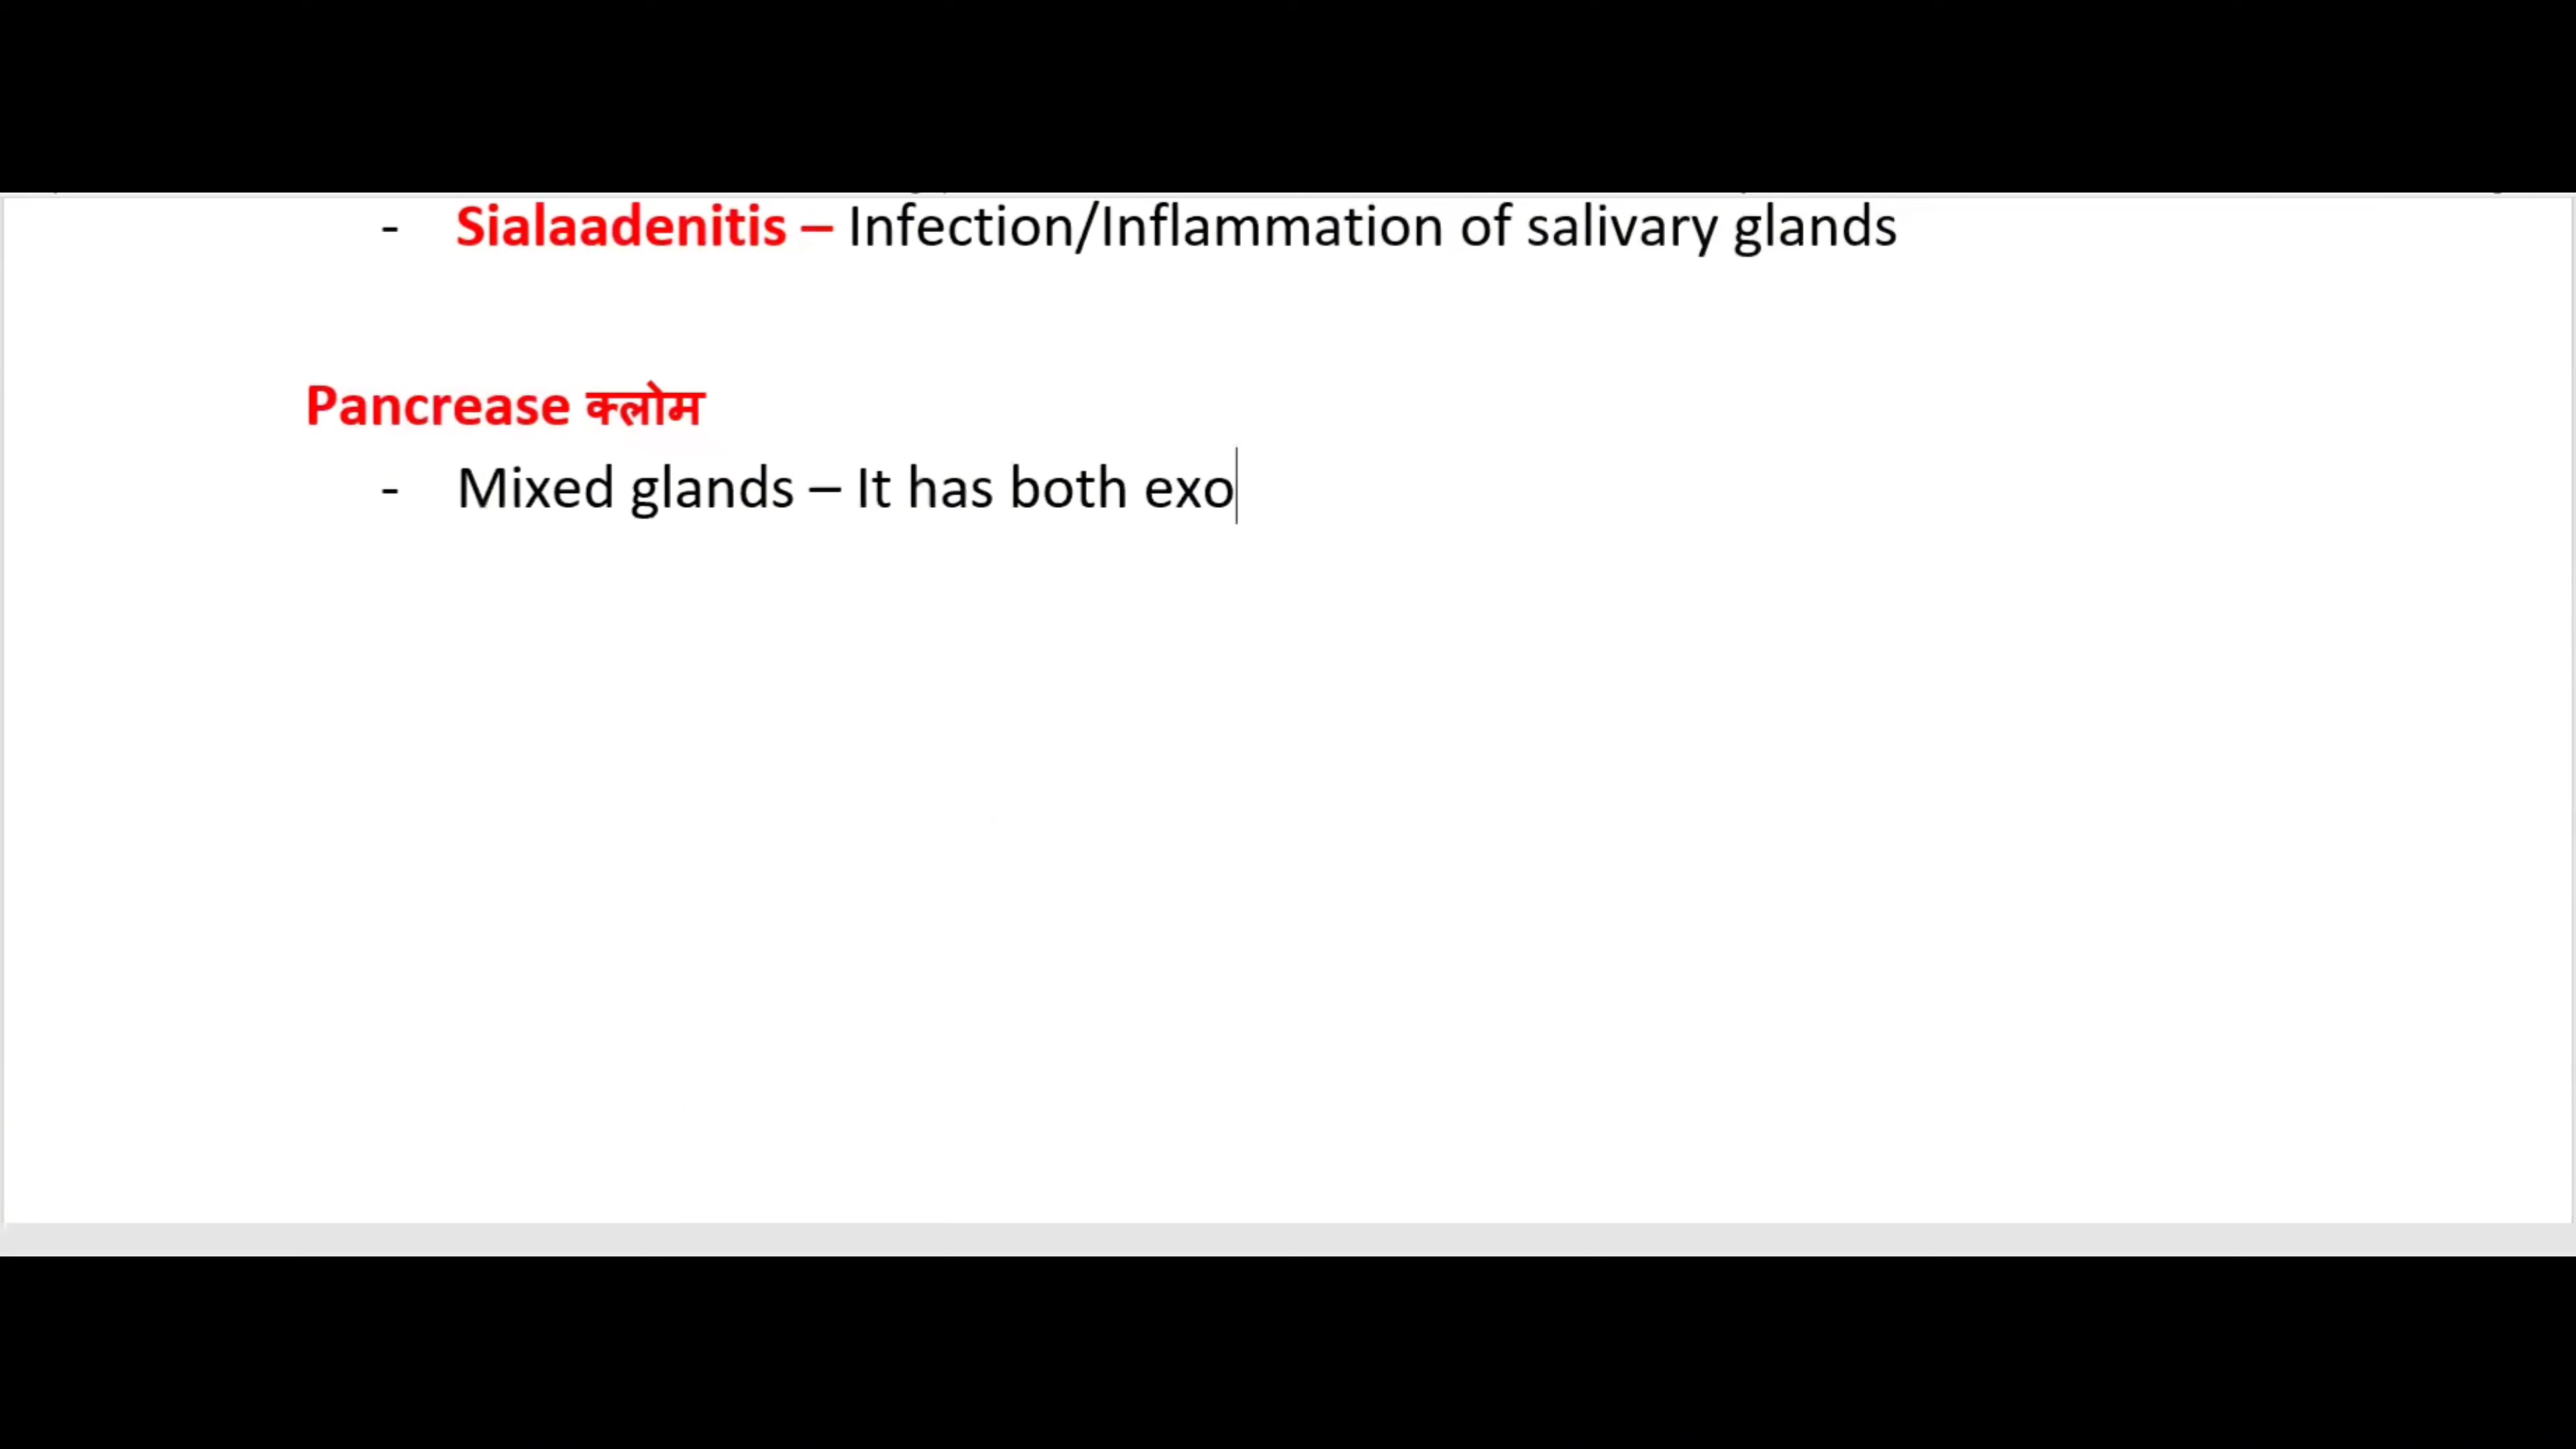 - Sialaadenitis – Infection/Inflammation of salivary glands
Pancrease क्लोम
- Mixed glands – It has both exo